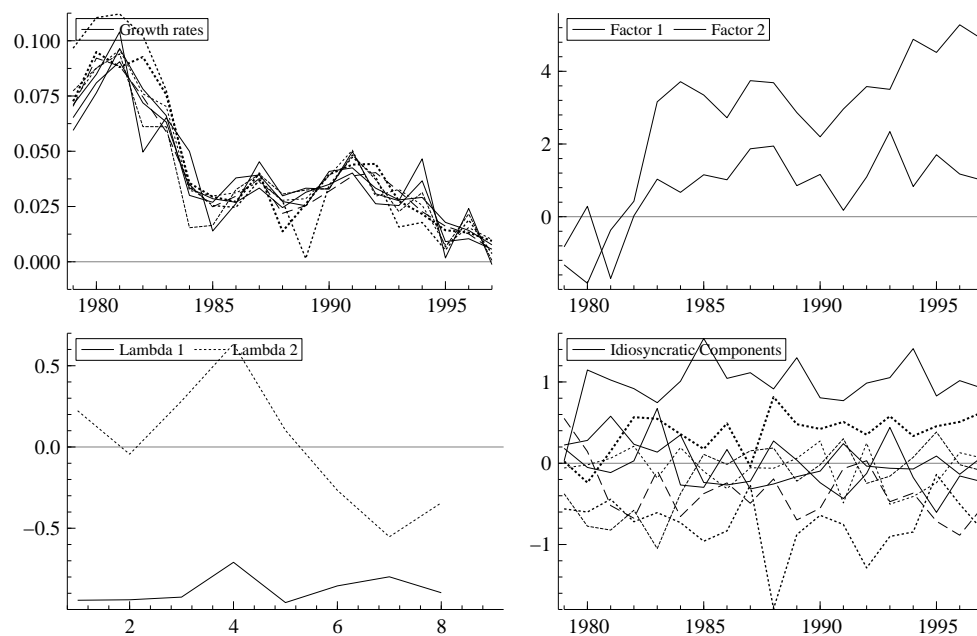 Growth rates
0.100
0.075
0.050
0.025
0.000
1980 1985 1990 1995
Factor 1 Factor 2
4
2
0
1980 1985 1990 1995
Lambda 1 Lambda 2
0.5
0.0
−0.5
2 4 6 8
Idiosyncratic Components
1
0
−1
1980 1985 1990 1995